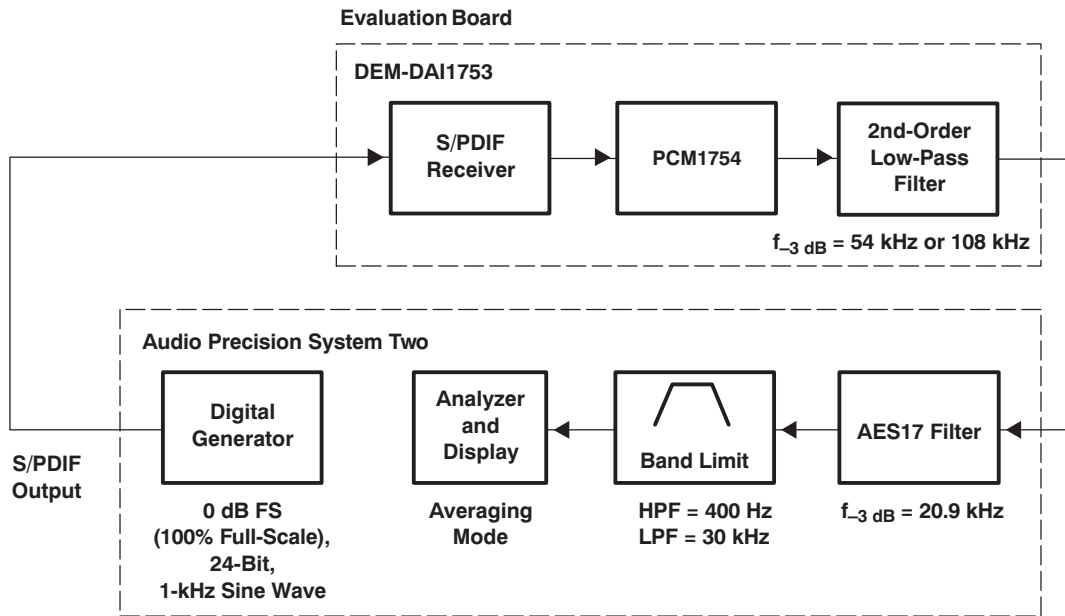 Evaluation Board
DEM-DAI1753
S/PDIF
Receiver
PCM1754
2nd-Order
Low-Pass
Filter
f–3 dB = 54 kHz or 108 kHz
Audio Precision System Two
Digital
Generator
Analyzer
and
Display
Band Limit
AES17 Filter
S/PDIF
Output
0 dB FS
(100% Full-Scale),
24-Bit,
1-kHz Sine Wave
Averaging
Mode
HPF = 400 Hz
LPF = 30 kHz
f–3 dB = 20.9 kHz